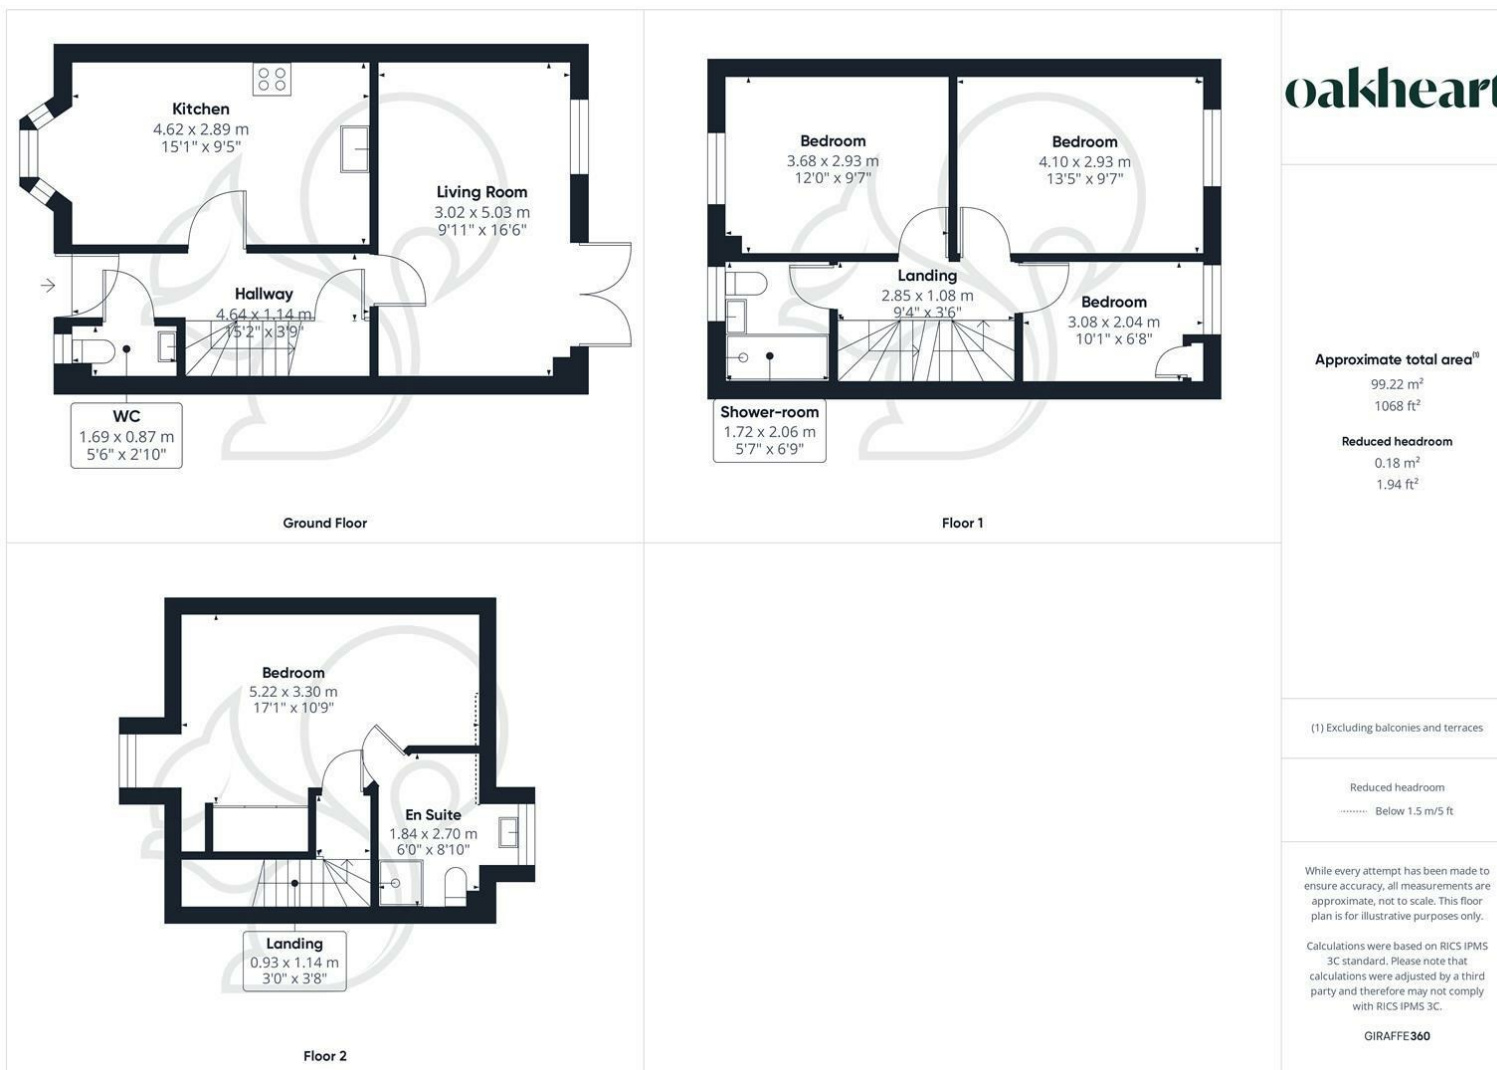 Kitchen
4.62 x 2.89 m
15'1" x 9'5"
Living Room
3.02 x 5.03 m
9'11" x 16'6"
Hallway
4.64 x 1.14 m
15'2" x 3'9"
WC
1.69 x 0.87 m
5'6" x 2'10"
Ground Floor
Bedroom
3.68 x 2.93 m
12'0" x 9'7"
Bedroom
4.10 x 2.93 m
13'5" x 9'7"
Landing
2.85 x 1.08 m
9'4" x 3'6"
Bedroom
3.08 x 2.04 m
10'1" x 6'8"
Shower-room
1.72 x 2.06 m
5'7" x 6'9"
Floor 1
Bedroom
5.22 x 3.30 m
17'1" x 10'9"
En Suite
1.84 x 2.70 m
6'0" x 8'10"
Landing
0.93 x 1.14 m
3'0" x 3'8"
Floor 2
oakheart
Approximate total area⁽¹⁾
99.22 m²
1068 ft²
Reduced headroom
0.18 m²
1.94 ft²
(1) Excluding balconies and terraces
Reduced headroom
Below 1.5 m/5 ft
While every attempt has been made to
ensure accuracy, all measurements are
approximate, not to scale. This floor
plan is for illustrative purposes only.
Calculations were based on RICS IPMS
3C standard. Please note that
calculations were adjusted by a third
party and therefore may not comply
with RICS IPMS 3C.
GIRAFFE360